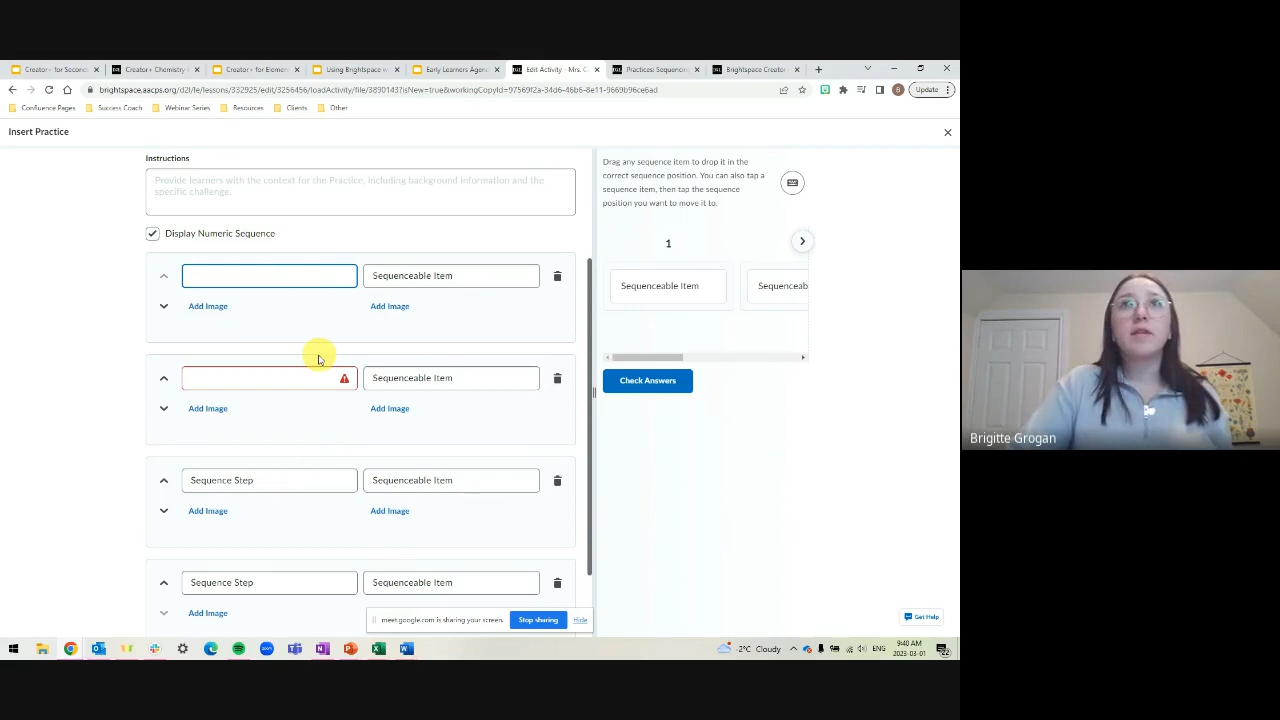 Creator+ for Second
Creator+ Chemistry
Creator+ for Elemen
Using Brightspace w
Early Learners Agen
Edit Activity - Mrs. C
Practices: Sequencing
Brightspace Creator
brightspace.aacps.org/d2l/le/lessons/332925/edit/3256456/loadActivity/file/3890143?isNew=true&workingCopyId=97569f2a-34d6-46b6-8e11-9669b96cea6d
B
Update
Confluence Pages
Success Coach
Webinar Series
Resources
Clients
Other
Insert Practice
Instructions
Provide learners with the context for the Practice, including background information and the
specific challenge.
Display Numeric Sequence
Sequenceable Item
Add Image
Add Image
Sequenceable Item
Add Image
Add Image
Sequence Step
Sequenceable Item
Add Image
Add Image
Sequence Step
Sequenceable Item
Add Image
Drag any sequence item to drop it in the
correct sequence position. You can also tap a
sequence item, then tap the sequence
position you want to move it to.
1
Sequenceable Item
Sequenceab
Check Answers
meet.google.com is sharing your screen.
Stop sharing
Hide
Get Help
-2°C Cloudy
ENG
9:40 AM
2023-03-01
22
Brigitte Grogan